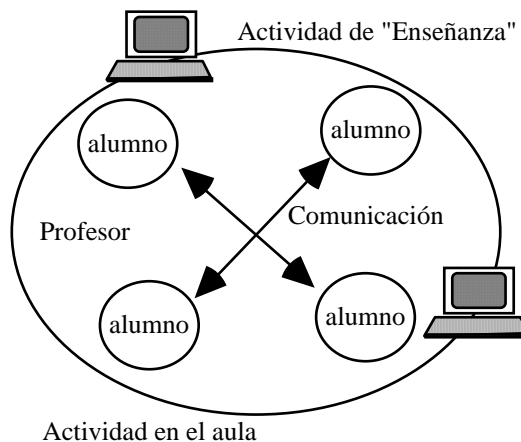 Actividad de "Enseñanza"
alumno
alumno
Profesor
Comunicación
alumno
alumno
Actividad en el aula